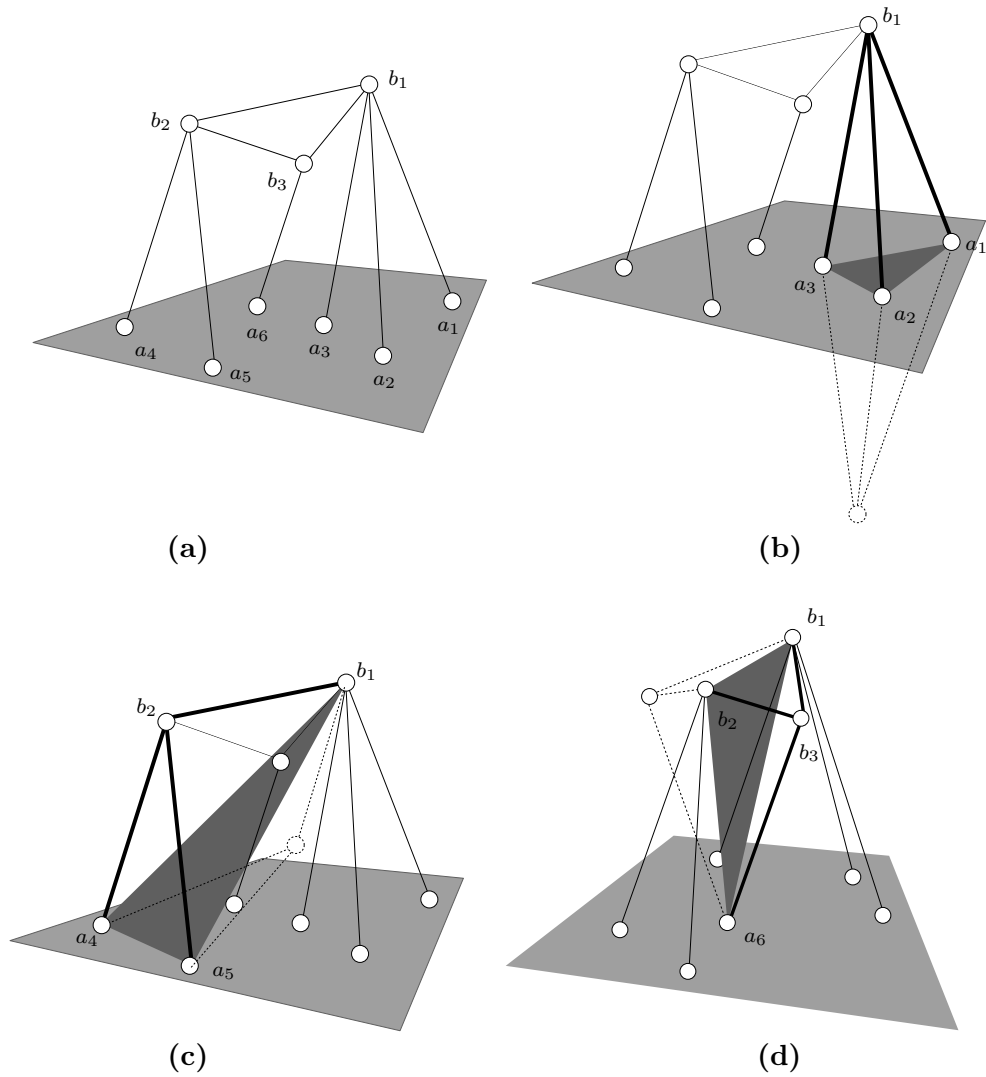 b₁
b₂
b₃
a₁
a₆
a₃
a₄
a₅
a₂
(a)
b₁
a₁
a₃
a₂
(b)
b₁
b₂
a₄
a₅
(c)
b₁
b₂
b₃
a₆
(d)